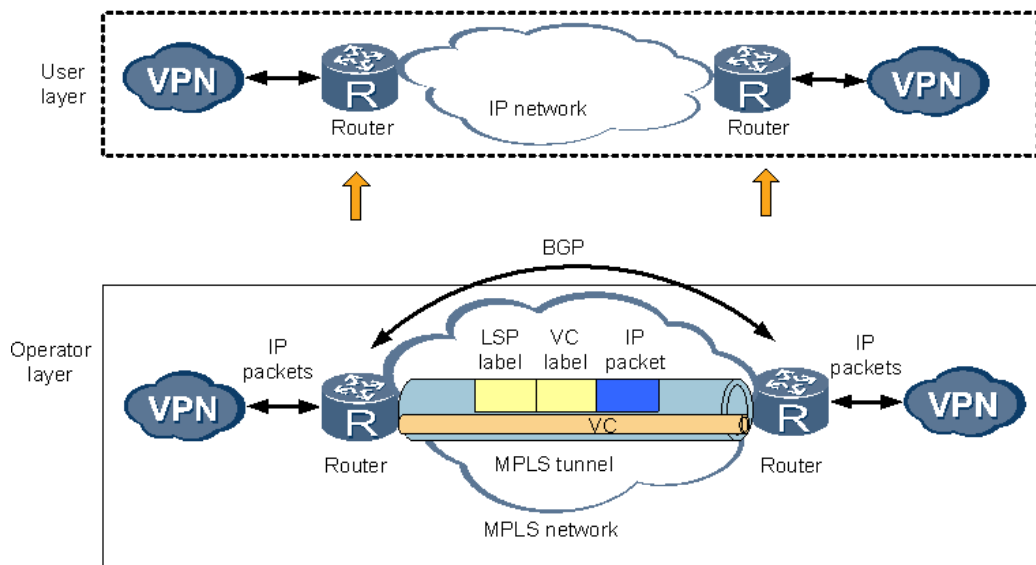 User
layer
VPN
R
Router
IP network
R
Router
VPN
BGP
Operator
layer
IP
packets
VPN
R
Router
LSP
label
VC
label
IP
packet
VC
MPLS tunnel
MPLS network
R
Router
IP
packets
VPN